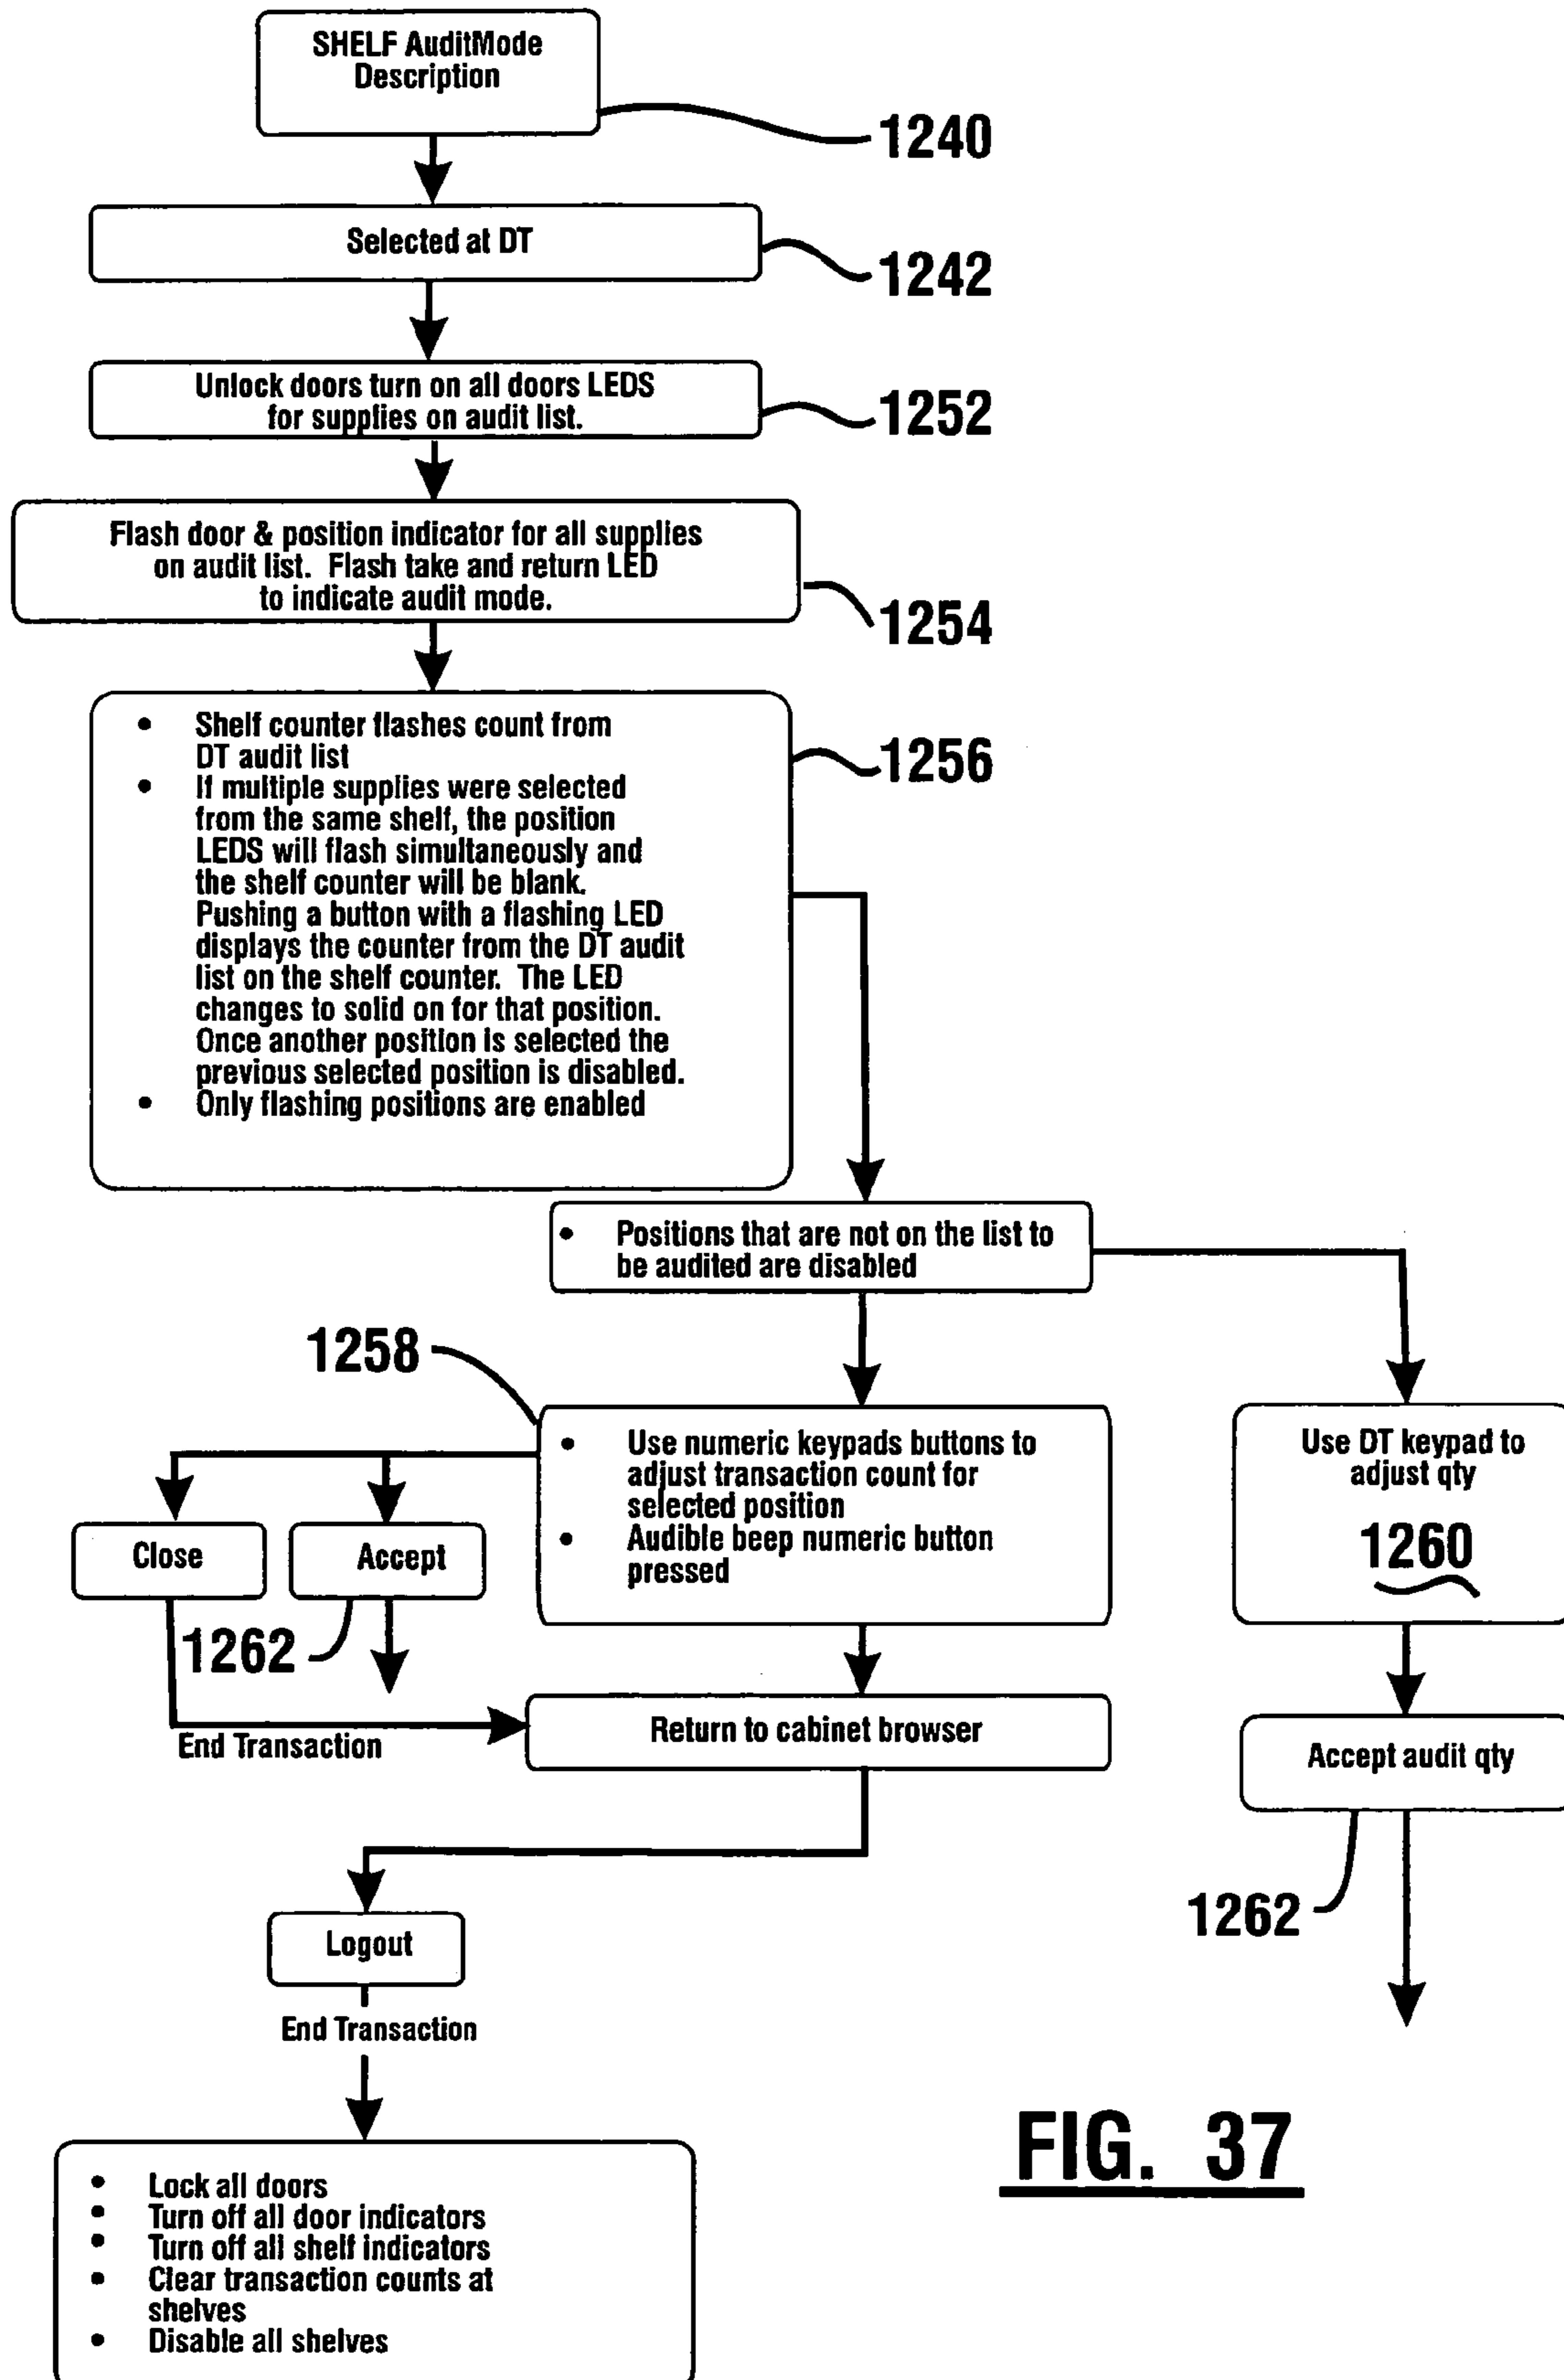 SHELF AuditMode
Description
1240
Selected at DT
1242
Unlock doors turn on all doors LEDS
for supplies on audit list.
1252
Flash door & position indicator for all supplies
on audit list. Flash take and return LED
to indicate audit mode.
1254
• Shelf counter flashes count from
DT audit list
• If multiple supplies were selected
from the same shelf, the position
LEDS will flash simultaneously and
the shelf counter will be blank.
Pushing a button with a flashing LED
displays the counter from the DT audit
list on the shelf counter. The LED
changes to solid on for that position.
Once another position is selected the
previous selected position is disabled.
• Only flashing positions are enabled
1256
• Positions that are not on the list to
be audited are disabled
1258
• Use numeric keypads buttons to
adjust transaction count for
selected position
• Audible beep numeric button
pressed
Use DT keypad to
adjust qty
1260
Close
Accept
1262
End Transaction
Return to cabinet browser
Accept audit qty
1262
Logout
End Transaction
• Lock all doors
• Turn off all door indicators
• Turn off all shelf indicators
• Clear transaction counts at
shelves
• Disable all shelves
FIG. 37